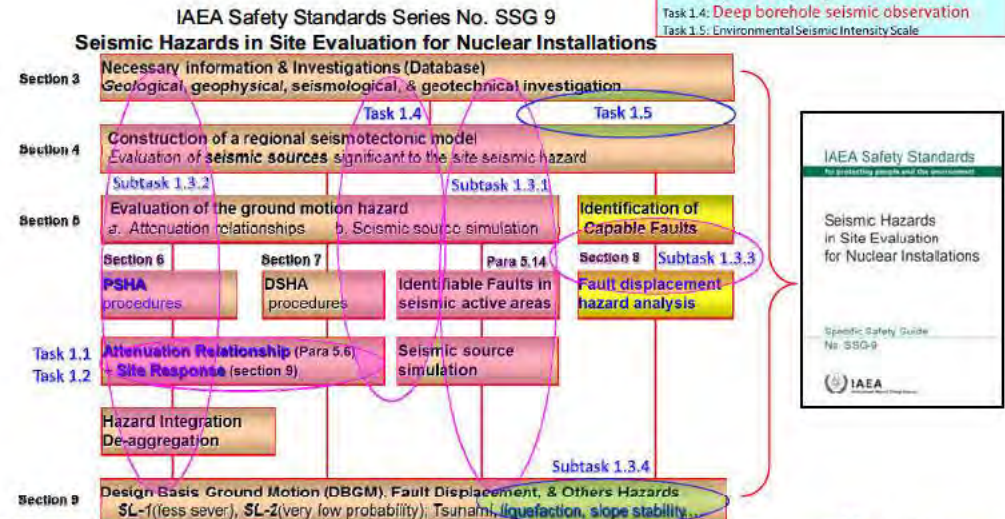 IAEA Safety Standards Series No. SSG 9
Seismic Hazards in Site Evaluation for Nuclear Installations
Task 1.4: Deep borehole seismic observation
Task 1.5: Environmental Seismic Intensity Scale
Section 3
Necessary information & Investigations (Database)
Geological, geophysical, seismological, & geotechnical investigation
Task 1.4
Task 1.5
Section 4
Construction of a regional seismotectonic model
Evaluation of seismic sources significant to the site seismic hazard
Subtask 1.3.2
Subtask 1.3.1
Section 5
Evaluation of the ground motion hazard
a. Attenuation relationships b. Seismic source simulation
Identification of
Capable Faults
Section 6
Section 7
Para 5.14
Section 8
Subtask 1.3.3
PSHA
procedures
DSHA
procedures
Identifiable Faults in
seismic active areas
Fault displacement
hazard analysis
Task 1.1
Task 1.2
Attenuation Relationship (Para 5.6)
– Site Response (section 9)
Seismic source
simulation
Hazard Integration
De-aggregation
Subtask 1.3.4
Section 9
Design Basis Ground Motion (DBGM), Fault Displacement, & Others Hazards
SL-1(less sever), SL-2(very low probability); Tsunami, liquefaction, slope stability...
IAEA Safety Standards
for protecting people and the environment
Seismic Hazards
in Site Evaluation
for Nuclear Installations
Specific Safety Guide
No. SSG-9
IAEA